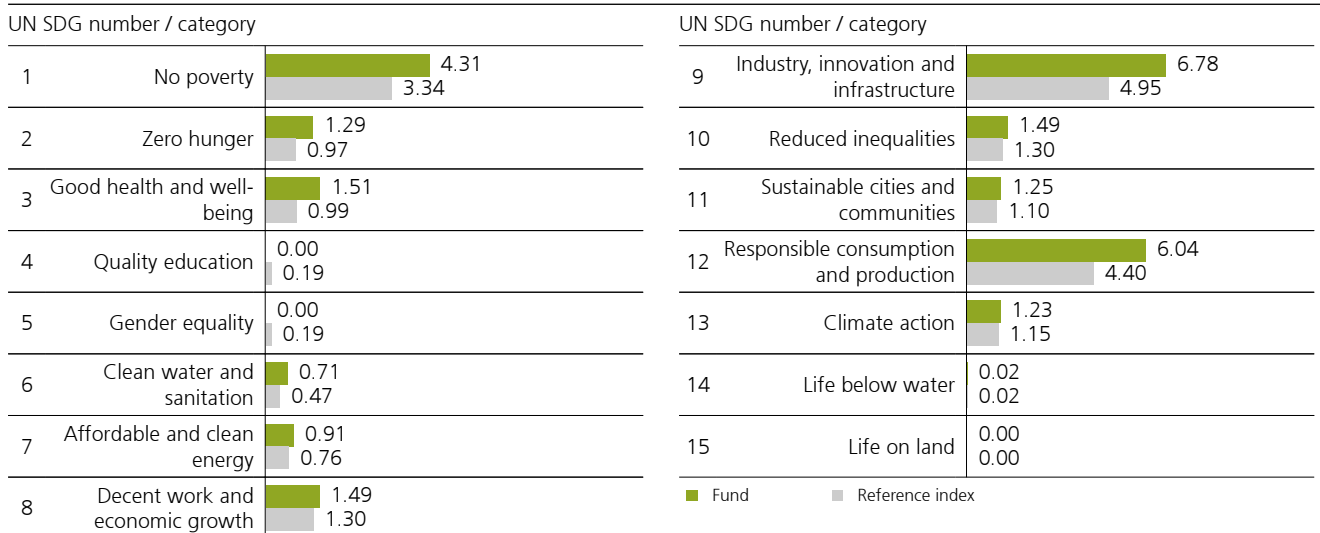 UN SDG number / category
1 No poverty 4.31
3.34
2 Zero hunger 1.29
0.97
3 Good health and well-
being 1.51
0.99
4 Quality education 0.00
0.19
5 Gender equality 0.00
0.19
6 Clean water and
sanitation 0.71
0.47
7 Affordable and clean
energy 0.91
0.76
8 Decent work and
economic growth 1.49
1.30
UN SDG number / category
9 Industry, innovation and
infrastructure 6.78
4.95
10 Reduced inequalities 1.49
1.30
11 Sustainable cities and
communities 1.25
1.10
12 Responsible consumption
and production 6.04
4.40
13 Climate action 1.23
1.15
14 Life below water 0.02
0.02
15 Life on land 0.00
0.00
Fund Reference index